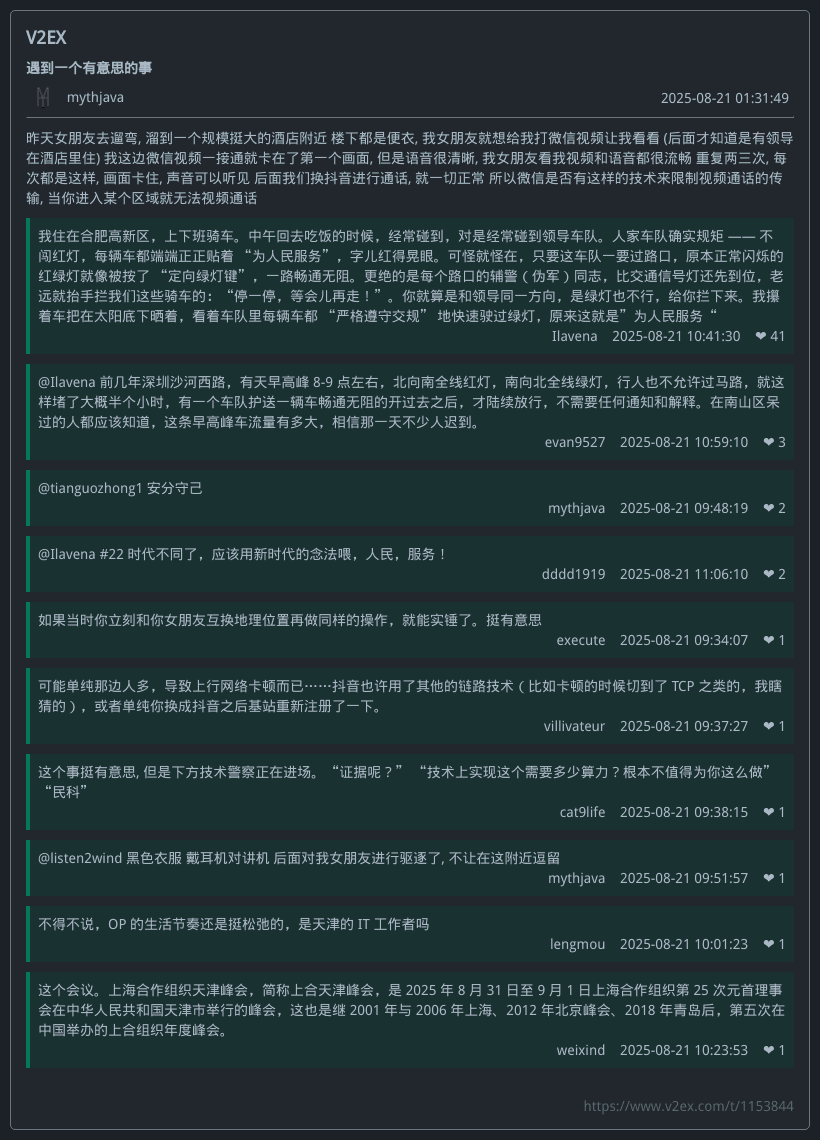 V2EX
遇到一个有意思的事
mythjava 2025-08-21 01:31:49
昨天女朋友去遛弯, 溜到一个规模挺大的酒店附近 楼下都是便衣, 我女朋友就想给我打微信视频让我看看 (后面才知道是有领导
在酒店里住) 我这边微信视频一接通就卡在了第一个画面, 但是语音很清晰, 我女朋友看我视频和语音都很流畅 重复两三次, 每
次都是这样, 画面卡住, 声音可以听见 后面我们换抖音进行通话, 就一切正常 所以微信是否有这样的技术来限制视频通话的传
输, 当你进入某个区域就无法视频通话
我住在合肥高新区，上下班骑车。中午回去吃饭的时候，经常碰到，对是经常碰到领导车队。人家车队确实规矩 —— 不
闯红灯，每辆车都端端正正贴着 “为人民服务”，字儿红得晃眼。可怪就怪在，只要这车队一要过路口，原本正常闪烁的
红绿灯就像被按了 “定向绿灯键”，一路畅通无阻。更绝的是每个路口的辅警（伪军）同志，比交通信号灯还先到位，老
远就抬手拦我们这些骑车的：“停一停，等会儿再走！”。你就算是和领导同一方向，是绿灯也不行，给你拦下来。我攥
着车把在太阳底下晒着，看着车队里每辆车都 “严格遵守交规” 地快速驶过绿灯，原来这就是”为人民服务“
Ilavena 2025-08-21 10:41:30 ❤ 41
@Ilavena 前几年深圳沙河西路，有天早高峰 8-9 点左右，北向南全线红灯，南向北全线绿灯，行人也不允许过马路，就这
样堵了大概半个小时，有一个车队护送一辆车畅通无阻的开过去之后，才陆续放行，不需要任何通知和解释。在南山区呆
过的人都应该知道，这条早高峰车流量有多大，相信那一天不少人迟到。
evan9527 2025-08-21 10:59:10 ❤ 3
@tianguozhong1 安分守己
mythjava 2025-08-21 09:48:19 ❤ 2
@Ilavena #22 时代不同了，应该用新时代的念法喂，人民，服务！
dddd1919 2025-08-21 11:06:10 ❤ 2
如果当时你立刻和你女朋友互换地理位置再做同样的操作，就能实锤了。挺有意思
execute 2025-08-21 09:34:07 ❤ 1
可能单纯那边人多，导致上行网络卡顿而已……抖音也许用了其他的链路技术（比如卡顿的时候切到了 TCP 之类的，我瞎
猜的），或者单纯你换成抖音之后基站重新注册了一下。
villivateur 2025-08-21 09:37:27 ❤ 1
这个事挺有意思, 但是下方技术警察正在进场。“证据呢？” “技术上实现这个需要多少算力？根本不值得为你这么做”
“民科”
cat9life 2025-08-21 09:38:15 ❤ 1
@listen2wind 黑色衣服 戴耳机对讲机 后面对我女朋友进行驱逐了, 不让在这附近逗留
mythjava 2025-08-21 09:51:57 ❤ 1
不得不说，OP 的生活节奏还是挺松弛的，是天津的 IT 工作者吗
lengmou 2025-08-21 10:01:23 ❤ 1
这个会议。上海合作组织天津峰会，简称上合天津峰会，是 2025 年 8 月 31 日至 9 月 1 日上海合作组织第 25 次元首理事
会在中华人民共和国天津市举行的峰会，这也是继 2001 年与 2006 年上海、2012 年北京峰会、2018 年青岛后，第五次在
中国举办的上合组织年度峰会。
weixind 2025-08-21 10:23:53 ❤ 1
https://www.v2ex.com/t/1153844